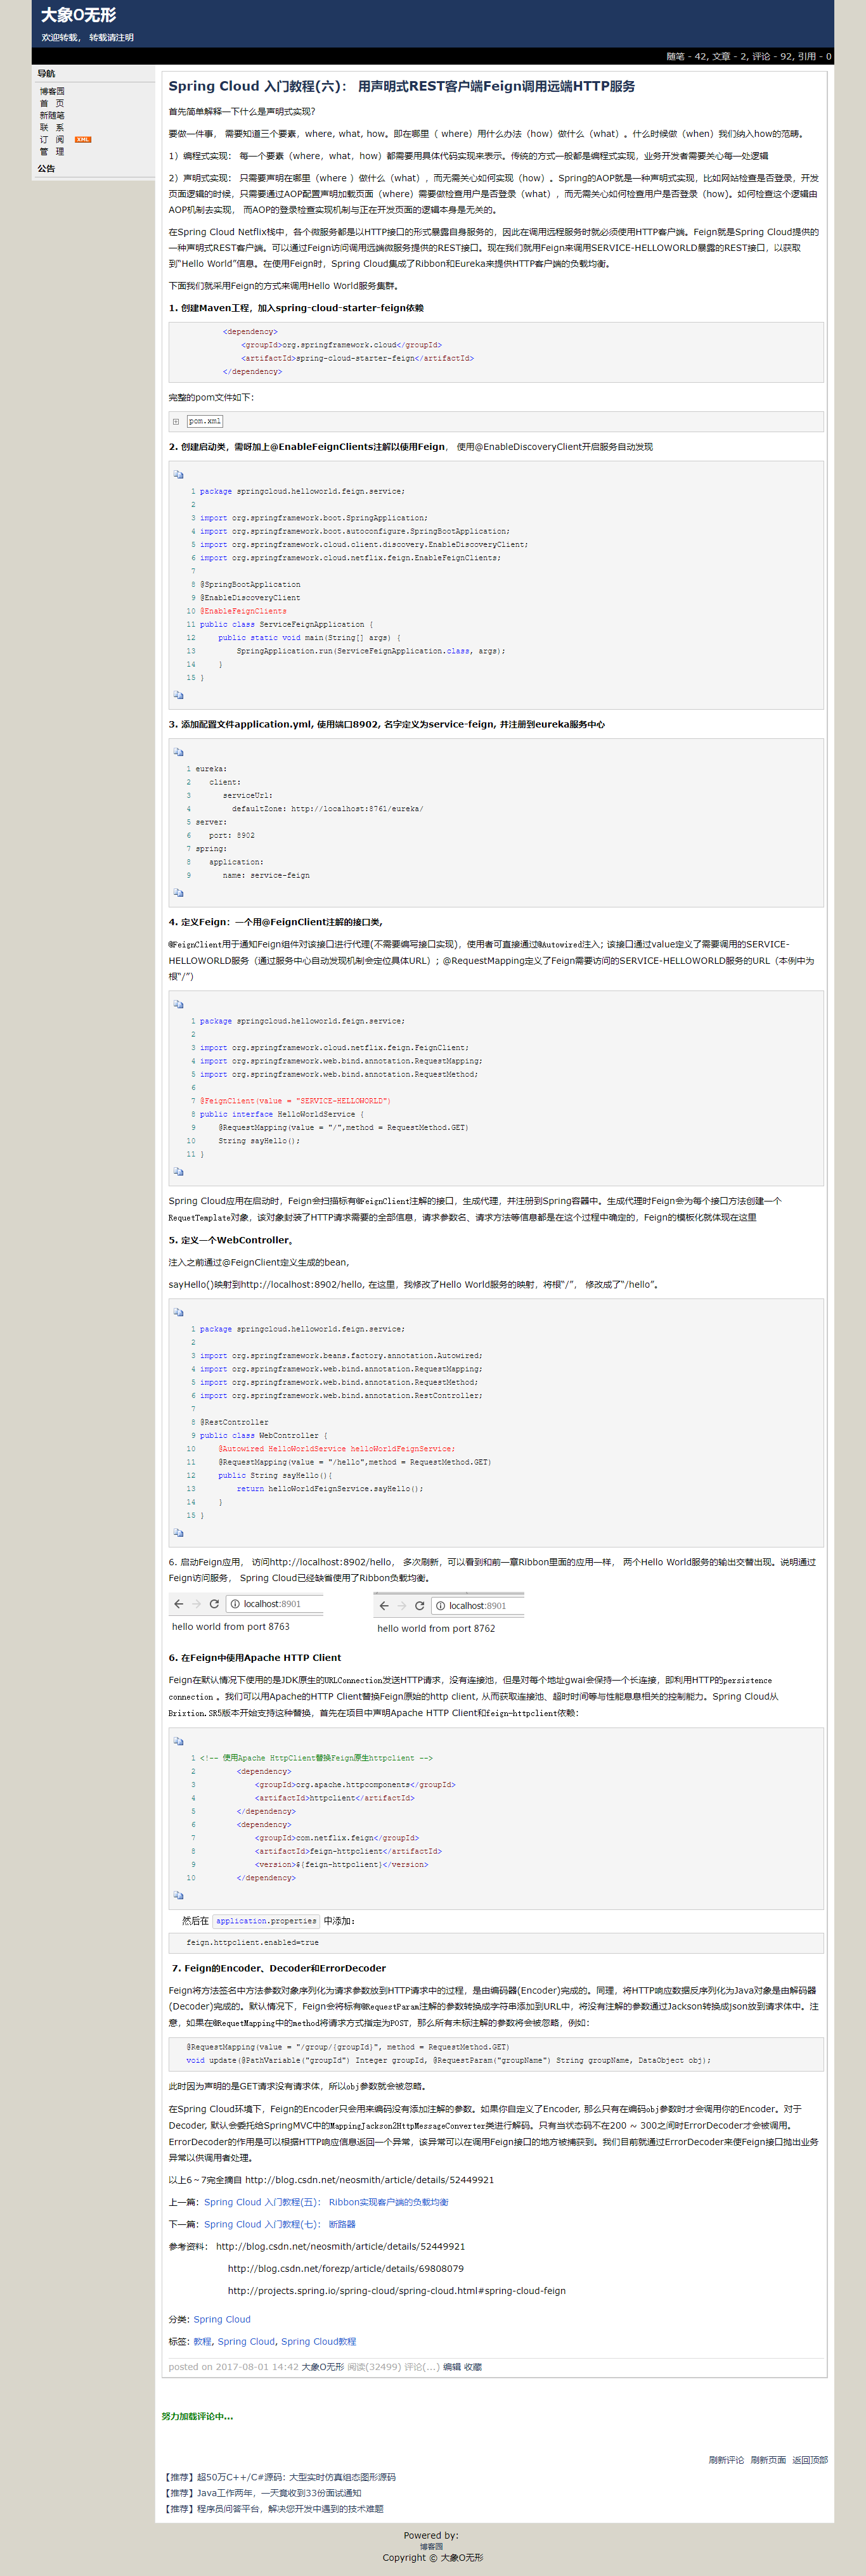 大象O无形
欢迎转载， 转载请注明
随笔 - 42, 文章 - 2, 评论 - 92, 引用 - 0
导航
博客园
首 页
新随笔
联 系
订 阅 XML
管 理
公告
Spring Cloud 入门教程(六)： 用声明式REST客户端Feign调用远端HTTP服务
首先简单解释一下什么是声明式实现？
要做一件事， 需要知道三个要素，where, what, how。即在哪里（ where）用什么办法（how）做什么（what）。什么时候做（when）我们纳入how的范畴。
1）编程式实现： 每一个要素（where，what，how）都需要用具体代码实现来表示。传统的方式一般都是编程式实现，业务开发者需要关心每一处逻辑
2）声明式实现： 只需要声明在哪里（where ）做什么（what），而无需关心如何实现（how）。Spring的AOP就是一种声明式实现，比如网站检查是否登录，开发
页面逻辑的时候，只需要通过AOP配置声明加载页面（where）需要做检查用户是否登录（what），而无需关心如何检查用户是否登录（how)。如何检查这个逻辑由
AOP机制去实现， 而AOP的登录检查实现机制与正在开发页面的逻辑本身是无关的。
在Spring Cloud Netflix栈中，各个微服务都是以HTTP接口的形式暴露自身服务的，因此在调用远程服务时就必须使用HTTP客户端。Feign就是Spring Cloud提供的
一种声明式REST客户端。可以通过Feign访问调用远端微服务提供的REST接口。现在我们就用Feign来调用SERVICE-HELLOWORLD暴露的REST接口，以获取
到“Hello World”信息。在使用Feign时，Spring Cloud集成了Ribbon和Eureka来提供HTTP客户端的负载均衡。
下面我们就采用Feign的方式来调用Hello World服务集群。
1. 创建Maven工程，加入spring-cloud-starter-feign依赖
<dependency>
<groupId>org.springframework.cloud</groupId>
<artifactId>spring-cloud-starter-feign</artifactId>
</dependency>
完整的pom文件如下：
pom.xml
2. 创建启动类，需呀加上@EnableFeignClients注解以使用Feign， 使用@EnableDiscoveryClient开启服务自动发现
1 package springcloud.helloworld.feign.service;
2
3 import org.springframework.boot.SpringApplication;
4 import org.springframework.boot.autoconfigure.SpringBootApplication;
5 import org.springframework.cloud.client.discovery.EnableDiscoveryClient;
6 import org.springframework.cloud.netflix.feign.EnableFeignClients;
7
8 @SpringBootApplication
9 @EnableDiscoveryClient
10 @EnableFeignClients
11 public class ServiceFeignApplication {
12 public static void main(String[] args) {
13 SpringApplication.run(ServiceFeignApplication.class, args);
14 }
15 }
3. 添加配置文件application.yml, 使用端口8902, 名字定义为service-feign, 并注册到eureka服务中心
1 eureka:
2 client:
3 serviceUrl:
4 defaultZone: http://localhost:8761/eureka/
5 server:
6 port: 8902
7 spring:
8 application:
9 name: service-feign
4. 定义Feign：一个用@FeignClient注解的接口类,
@FeignClient用于通知Feign组件对该接口进行代理(不需要编写接口实现)，使用者可直接通过@Autowired注入; 该接口通过value定义了需要调用的SERVICE-
HELLOWORLD服务（通过服务中心自动发现机制会定位具体URL）; @RequestMapping定义了Feign需要访问的SERVICE-HELLOWORLD服务的URL（本例中为
根“/”）
1 package springcloud.helloworld.feign.service;
2
3 import org.springframework.cloud.netflix.feign.FeignClient;
4 import org.springframework.web.bind.annotation.RequestMapping;
5 import org.springframework.web.bind.annotation.RequestMethod;
6
7 @FeignClient(value = "SERVICE-HELLOWORLD")
8 public interface HelloWorldService {
9 @RequestMapping(value = "/",method = RequestMethod.GET)
10 String sayHello();
11 }
Spring Cloud应用在启动时，Feign会扫描标有@FeignClient注解的接口，生成代理，并注册到Spring容器中。生成代理时Feign会为每个接口方法创建一个
RequetTemplate对象，该对象封装了HTTP请求需要的全部信息，请求参数名、请求方法等信息都是在这个过程中确定的，Feign的模板化就体现在这里
5. 定义一个WebController。
注入之前通过@FeignClient定义生成的bean,
sayHello()映射到http://localhost:8902/hello, 在这里，我修改了Hello World服务的映射，将根“/”， 修改成了“/hello”。
1 package springcloud.helloworld.feign.service;
2
3 import org.springframework.beans.factory.annotation.Autowired;
4 import org.springframework.web.bind.annotation.RequestMapping;
5 import org.springframework.web.bind.annotation.RequestMethod;
6 import org.springframework.web.bind.annotation.RestController;
7
8 @RestController
9 public class WebController {
10 @Autowired HelloWorldService helloWorldFeignService;
11 @RequestMapping(value = "/hello",method = RequestMethod.GET)
12 public String sayHello(){
13 return helloWorldFeignService.sayHello();
14 }
15 }
6. 启动Feign应用， 访问http://localhost:8902/hello， 多次刷新，可以看到和前一章Ribbon里面的应用一样， 两个Hello World服务的输出交替出现。说明通过
Feign访问服务， Spring Cloud已经缺省使用了Ribbon负载均衡。
localhost:8901 localhost:8901
hello world from port 8763 hello world from port 8762
6. 在Feign中使用Apache HTTP Client
Feign在默认情况下使用的是JDK原生的URLConnection发送HTTP请求，没有连接池，但是对每个地址gwai会保持一个长连接，即利用HTTP的persistence
connection 。我们可以用Apache的HTTP Client替换Feign原始的http client, 从而获取连接池、超时时间等与性能息息相关的控制能力。Spring Cloud从
Brixtion.SR5版本开始支持这种替换，首先在项目中声明Apache HTTP Client和feign-httpclient依赖：
1 <!-- 使用Apache HttpClient替换Feign原生httpclient -->
2 <dependency>
3 <groupId>org.apache.httpcomponents</groupId>
4 <artifactId>httpclient</artifactId>
5 </dependency>
6 <dependency>
7 <groupId>com.netflix.feign</groupId>
8 <artifactId>feign-httpclient</artifactId>
9 <version>${feign-httpclient}</version>
10 </dependency>
然后在 application.properties 中添加：
feign.httpclient.enabled=true
7. Feign的Encoder、Decoder和ErrorDecoder
Feign将方法签名中方法参数对象序列化为请求参数放到HTTP请求中的过程，是由编码器(Encoder)完成的。同理，将HTTP响应数据反序列化为Java对象是由解码器
(Decoder)完成的。默认情况下，Feign会将标有@RequestParam注解的参数转换成字符串添加到URL中，将没有注解的参数通过Jackson转换成json放到请求体中。注
意，如果在@RequetMapping中的method将请求方式指定为POST，那么所有未标注解的参数将会被忽略，例如：
@RequestMapping(value = "/group/{groupId}", method = RequestMethod.GET)
void update(@PathVariable("groupId") Integer groupId, @RequestParam("groupName") String groupName, DataObject obj);
此时因为声明的是GET请求没有请求体，所以obj参数就会被忽略。
在Spring Cloud环境下，Feign的Encoder只会用来编码没有添加注解的参数。如果你自定义了Encoder, 那么只有在编码obj参数时才会调用你的Encoder。对于
Decoder, 默认会委托给SpringMVC中的MappingJackson2HttpMessageConverter类进行解码。只有当状态码不在200 ~ 300之间时ErrorDecoder才会被调用。
ErrorDecoder的作用是可以根据HTTP响应信息返回一个异常，该异常可以在调用Feign接口的地方被捕获到。我们目前就通过ErrorDecoder来使Feign接口抛出业务
异常以供调用者处理。
以上6～7完全摘自 http://blog.csdn.net/neosmith/article/details/52449921
上一篇：Spring Cloud 入门教程(五)： Ribbon实现客户端的负载均衡
下一篇：Spring Cloud 入门教程(七)： 断路器
参考资料： http://blog.csdn.net/neosmith/article/details/52449921
http://blog.csdn.net/forezp/article/details/69808079
http://projects.spring.io/spring-cloud/spring-cloud.html#spring-cloud-feign
分类: Spring Cloud
标签: 教程, Spring Cloud, Spring Cloud教程
posted on 2017-08-01 14:42 大象O无形 阅读(32499) 评论(...) 编辑 收藏
努力加载评论中...
刷新评论 刷新页面 返回顶部
【推荐】超50万C++/C#源码: 大型实时仿真组态图形源码
【推荐】Java工作两年，一天竟收到33份面试通知
【推荐】程序员问答平台，解决您开发中遇到的技术难题
Powered by:
博客园
Copyright © 大象O无形